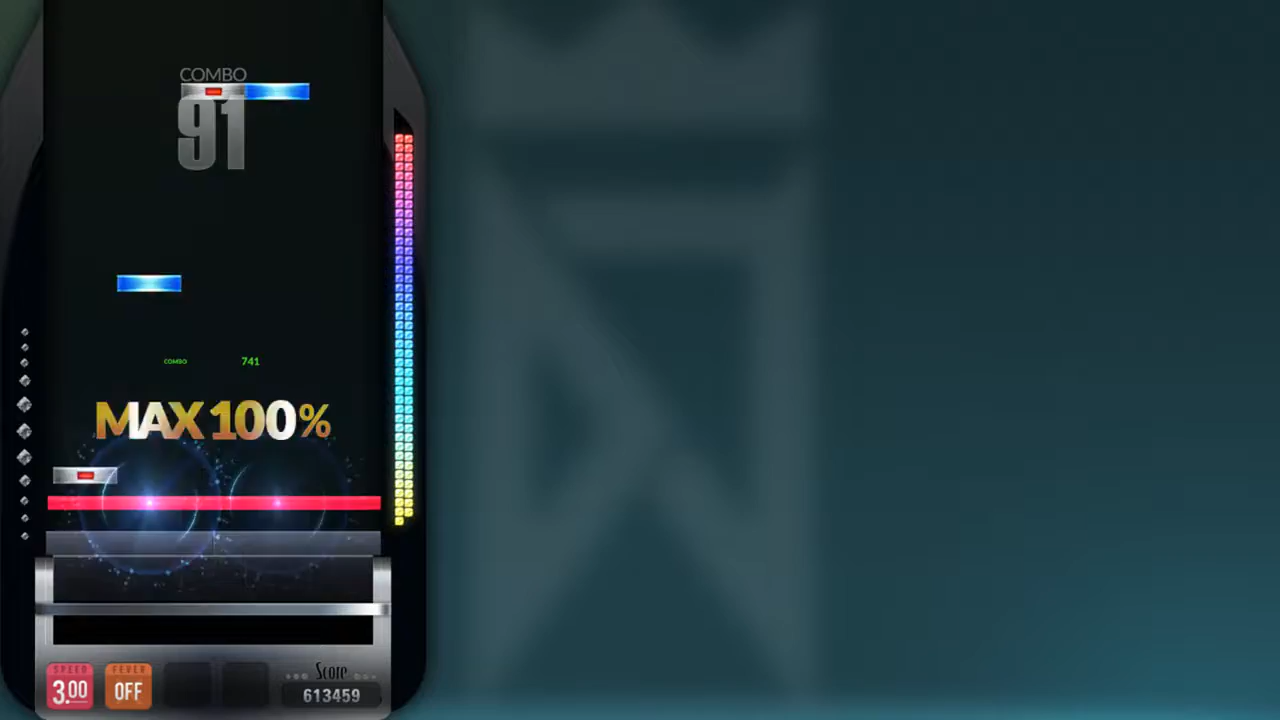 COMBO
91
COMBO 741
MAX 100%
SPEED
3.00
FEVER
OFF
Score
613459